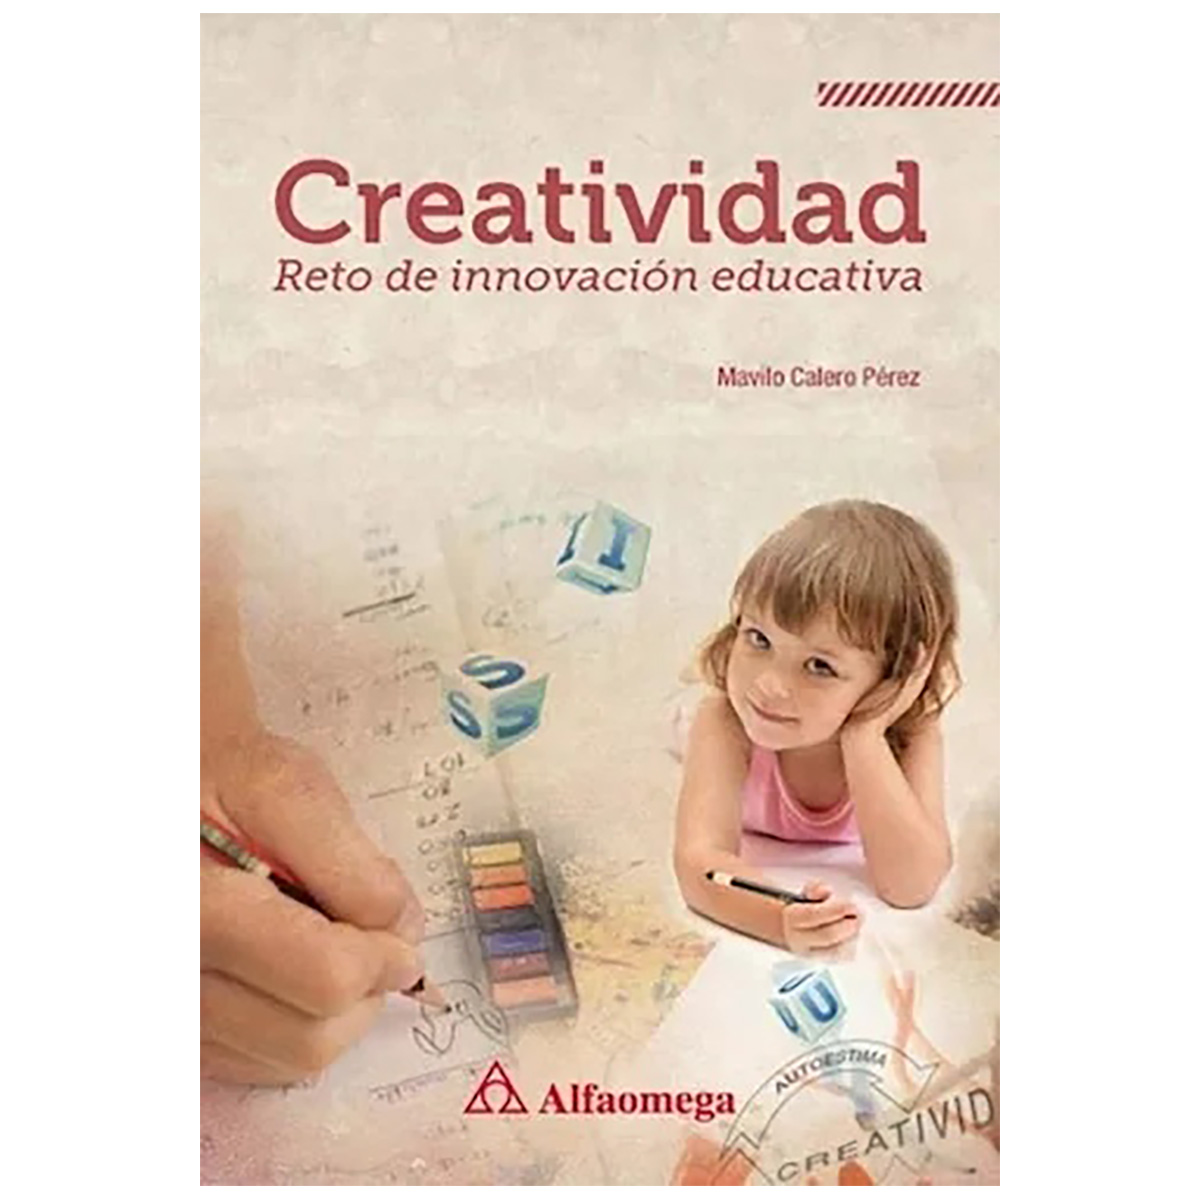 Creatividad
Reto de innovación educativa
Mavilo Calero Pérez
I
I
S
S
S
U
U
Alfaomega
AUTOESTIMA
CREATIVID